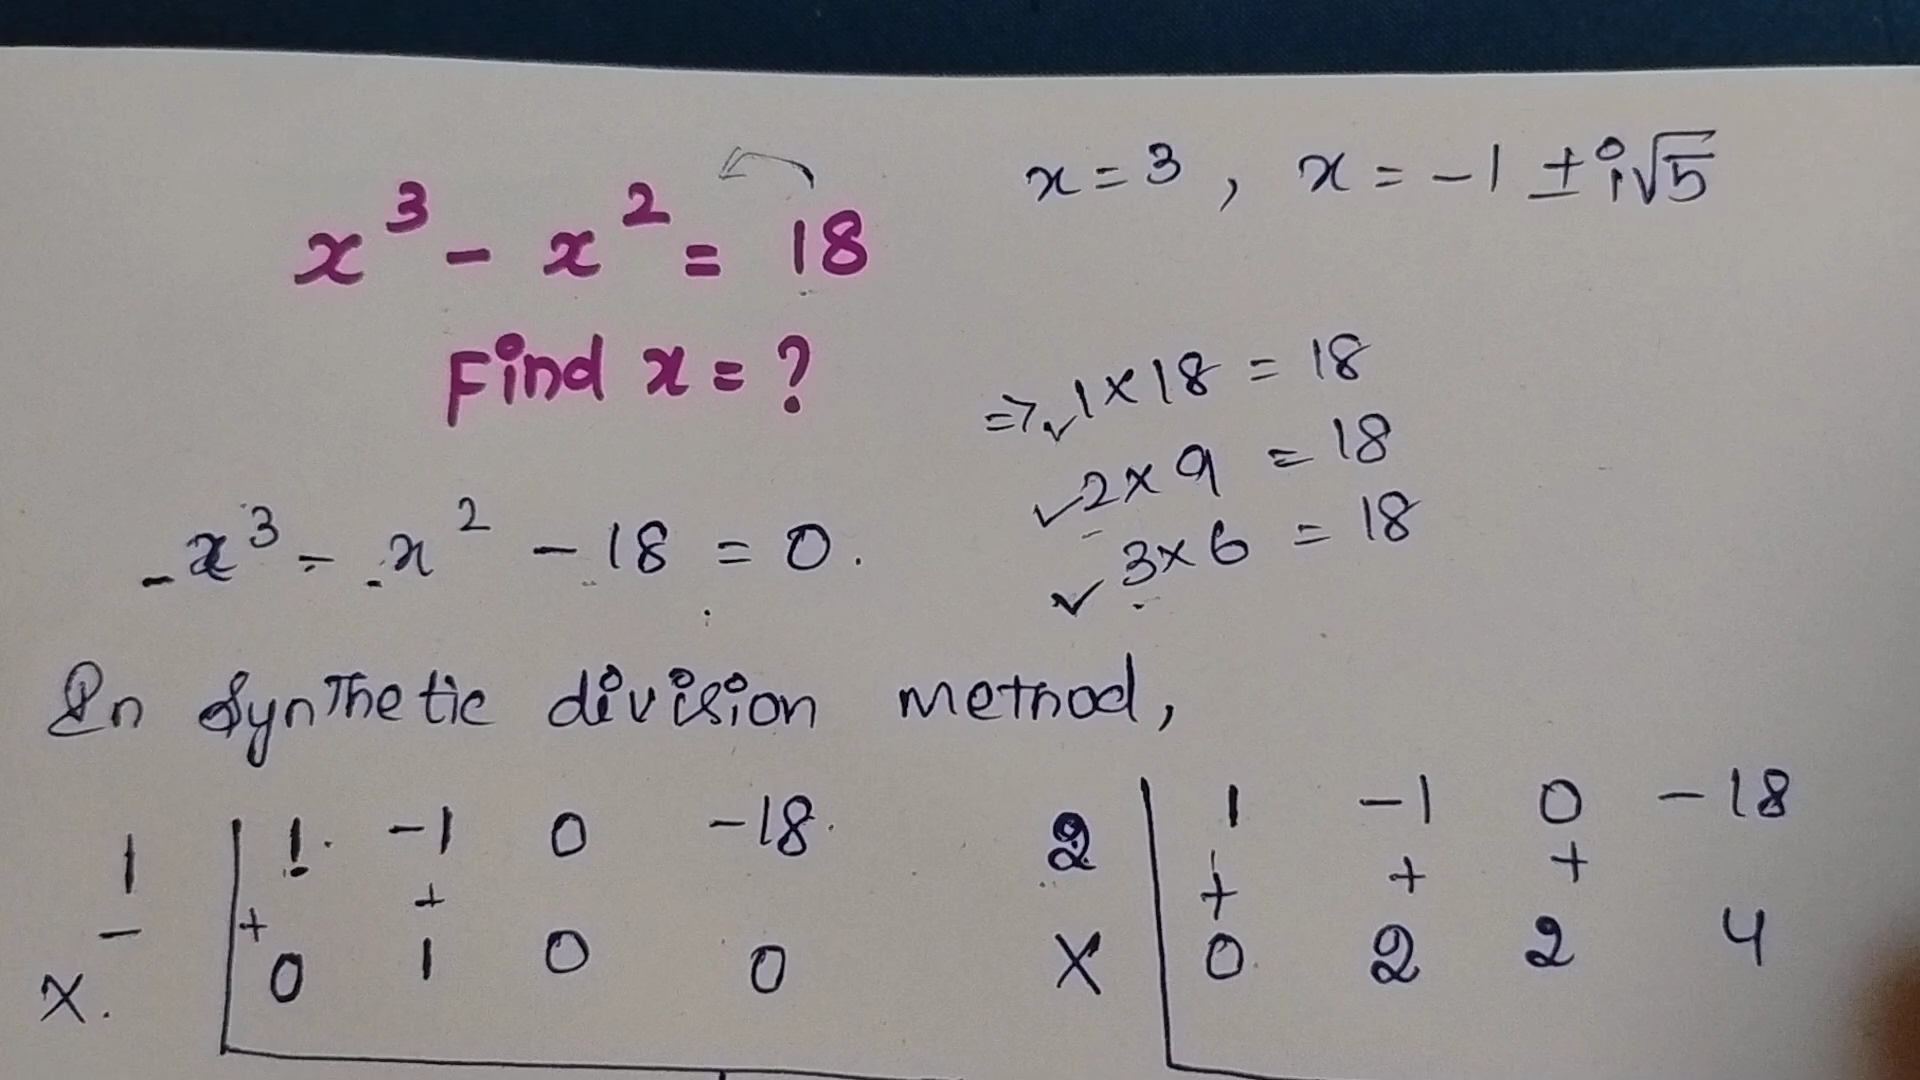 x³ - x² = 18
Find x = ?
x = 3 , x = -1 ± i√5
⇒ ✓ 1 × 18 = 18
✓ 2 × 9 = 18
✓ 3 × 6 = 18
x³ - x² - 18 = 0.
In Synthetic division method,
1 | 1 -1 0 -18
+ +
x. 0 1 0 0
2 | 1 -1 0 -18
+ + +
x 0 2 2 4